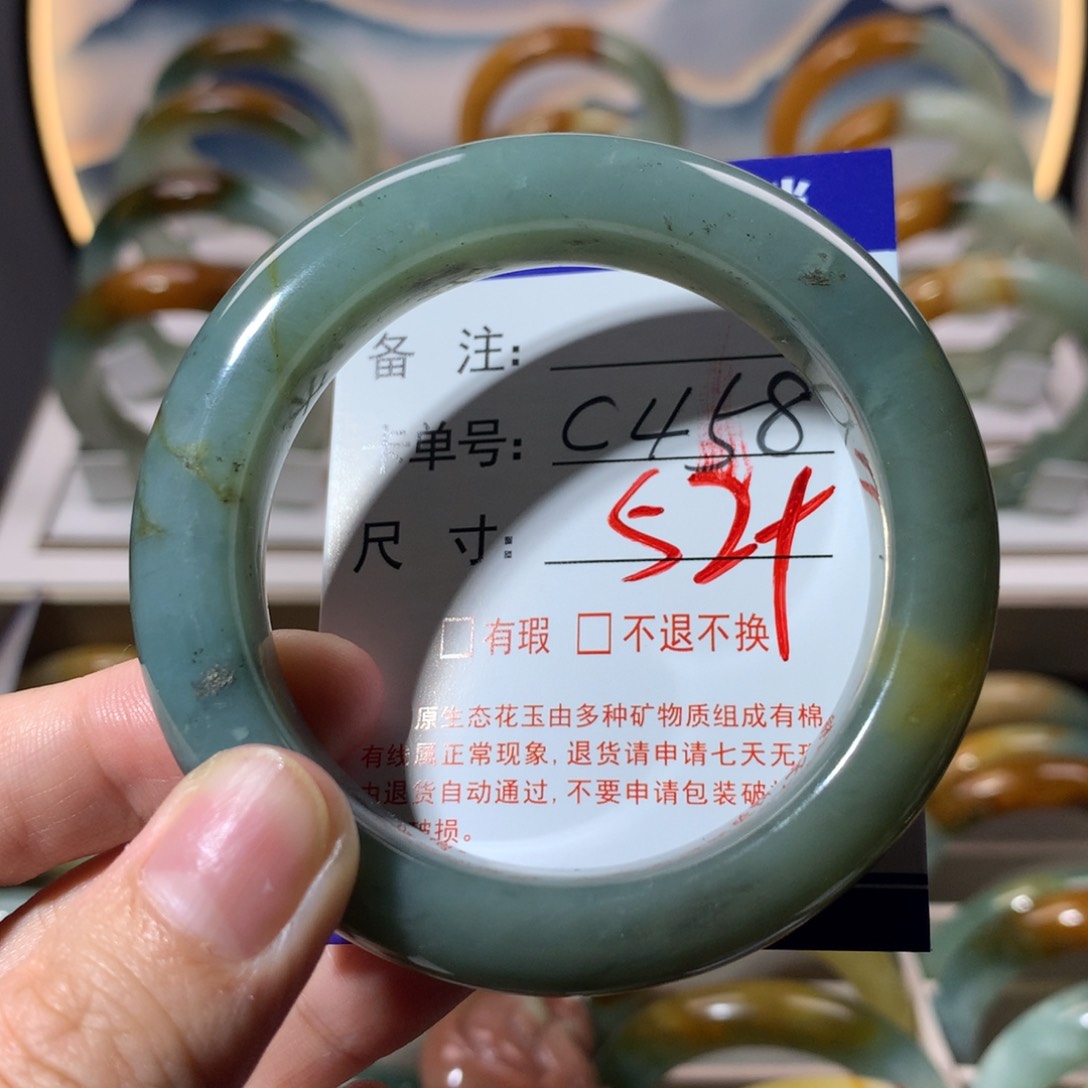 备 注:
单号: C458
尺 寸: 524
□有瑕 □不退不换
原生态花玉由多种矿物质组成有棉
有线属正常现象,退货请申请七天无理
由退货自动通过,不要申请包装破
破损。